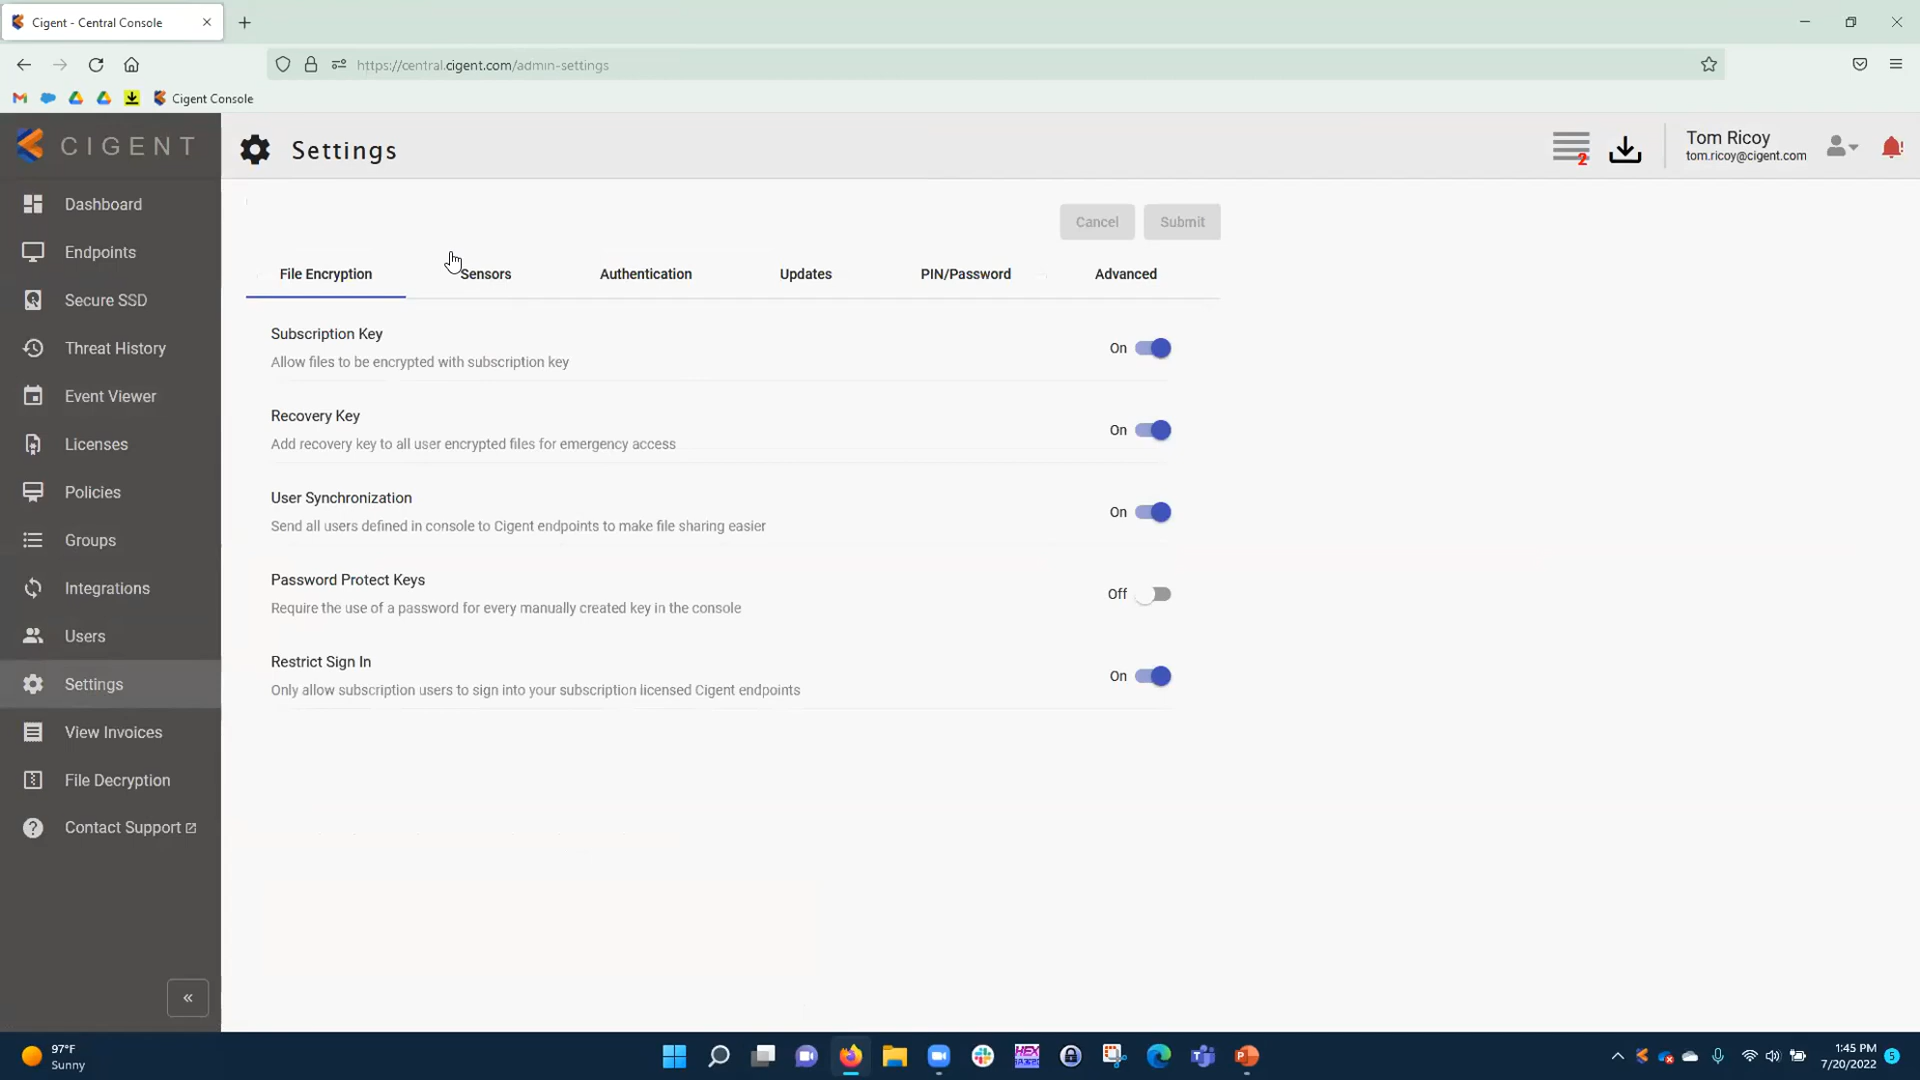 Cigent - Central Console
https://central.cigent.com/admin-settings
Cigent Console
CIGENT
Settings
2
Tom Ricoy
tom.ricoy@cigent.com
Dashboard
Endpoints
Secure SSD
Threat History
Event Viewer
Licenses
Policies
Groups
Integrations
Users
Settings
View Invoices
File Decryption
Contact Support
«
Cancel Submit
File Encryption Sensors Authentication Updates PIN/Password Advanced
Subscription Key
Allow files to be encrypted with subscription key
On
Recovery Key
Add recovery key to all user encrypted files for emergency access
On
User Synchronization
Send all users defined in console to Cigent endpoints to make file sharing easier
On
Password Protect Keys
Require the use of a password for every manually created key in the console
Off
Restrict Sign In
Only allow subscription users to sign into your subscription licensed Cigent endpoints
On
97°F
Sunny
HEX
1:45 PM
7/20/2022
5